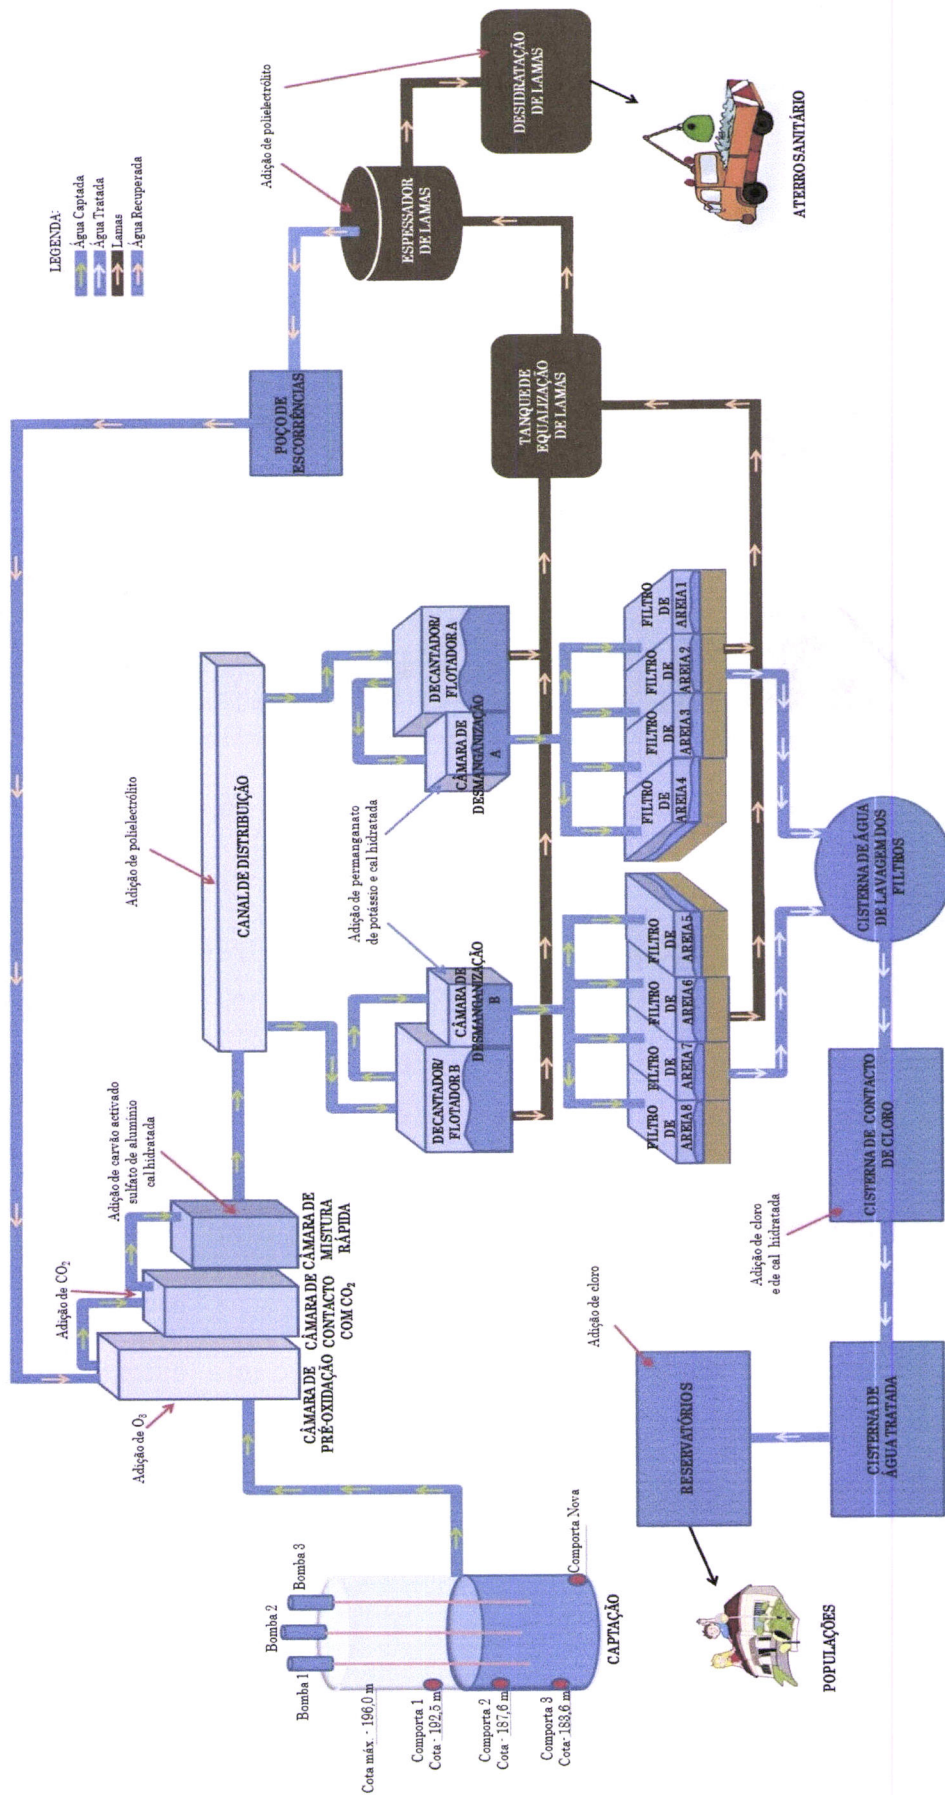 LEGENDA:
Água Captada
Água Tratada
Lamas
Água Recuperada
Bomba 1
Bomba 2
Bomba 3
Cota máx. - 196,0 m
Comporta 1
Cota - 192,5 m
Comporta 2
Cota - 187,6 m
Comporta 3
Cota- 183,6 m
Comporta Nova
CAPTAÇÃO
Adição de O₃
CÂMARA DE
PRÉ-OXIDAÇÃO
Adição de CO₂
CÂMARA DE
CONTACTO
COM CO₂
Adição de carvão activado
sulfato de alumínio
cal hidratada
CÂMARA DE
MISTURA
RÁPIDA
Adição de polielectrólito
CANAL DE DISTRIBUIÇÃO
DECANTADOR/
FLOTADOR B
CÂMARA DE
DESMANGANIZAÇÃO
B
Adição de permanganato
de potássio e cal hidratada
DECANTADOR/
FLOTADOR A
CÂMARA DE
DESMANGANIZAÇÃO
A
FILTRO
DE
AREIA 8
FILTRO
DE
AREIA 7
FILTRO
DE
AREIA 6
FILTRO
DE
AREIA 5
FILTRO
DE
AREIA 4
FILTRO
DE
AREIA 3
FILTRO
DE
AREIA 2
FILTRO
DE
AREIA 1
POÇO DE
ESCORRÊNCIAS
Adição de polielectrólito
ESPESSADOR
DE LAMAS
DESIDRATAÇÃO
DE LAMAS
TANQUE DE
EQUALIZAÇÃO
DE LAMAS
ATERRO SANITÁRIO
CISTERNA DE ÁGUA
DE LAVAGEM DOS
FILTROS
Adição de cloro
e de cal hidratada
CISTERNA DE CONTACTO
DE CLORO
CISTERNA DE
ÁGUA TRATADA
Adição de cloro
RESERVATÓRIOS
POPULAÇÕES